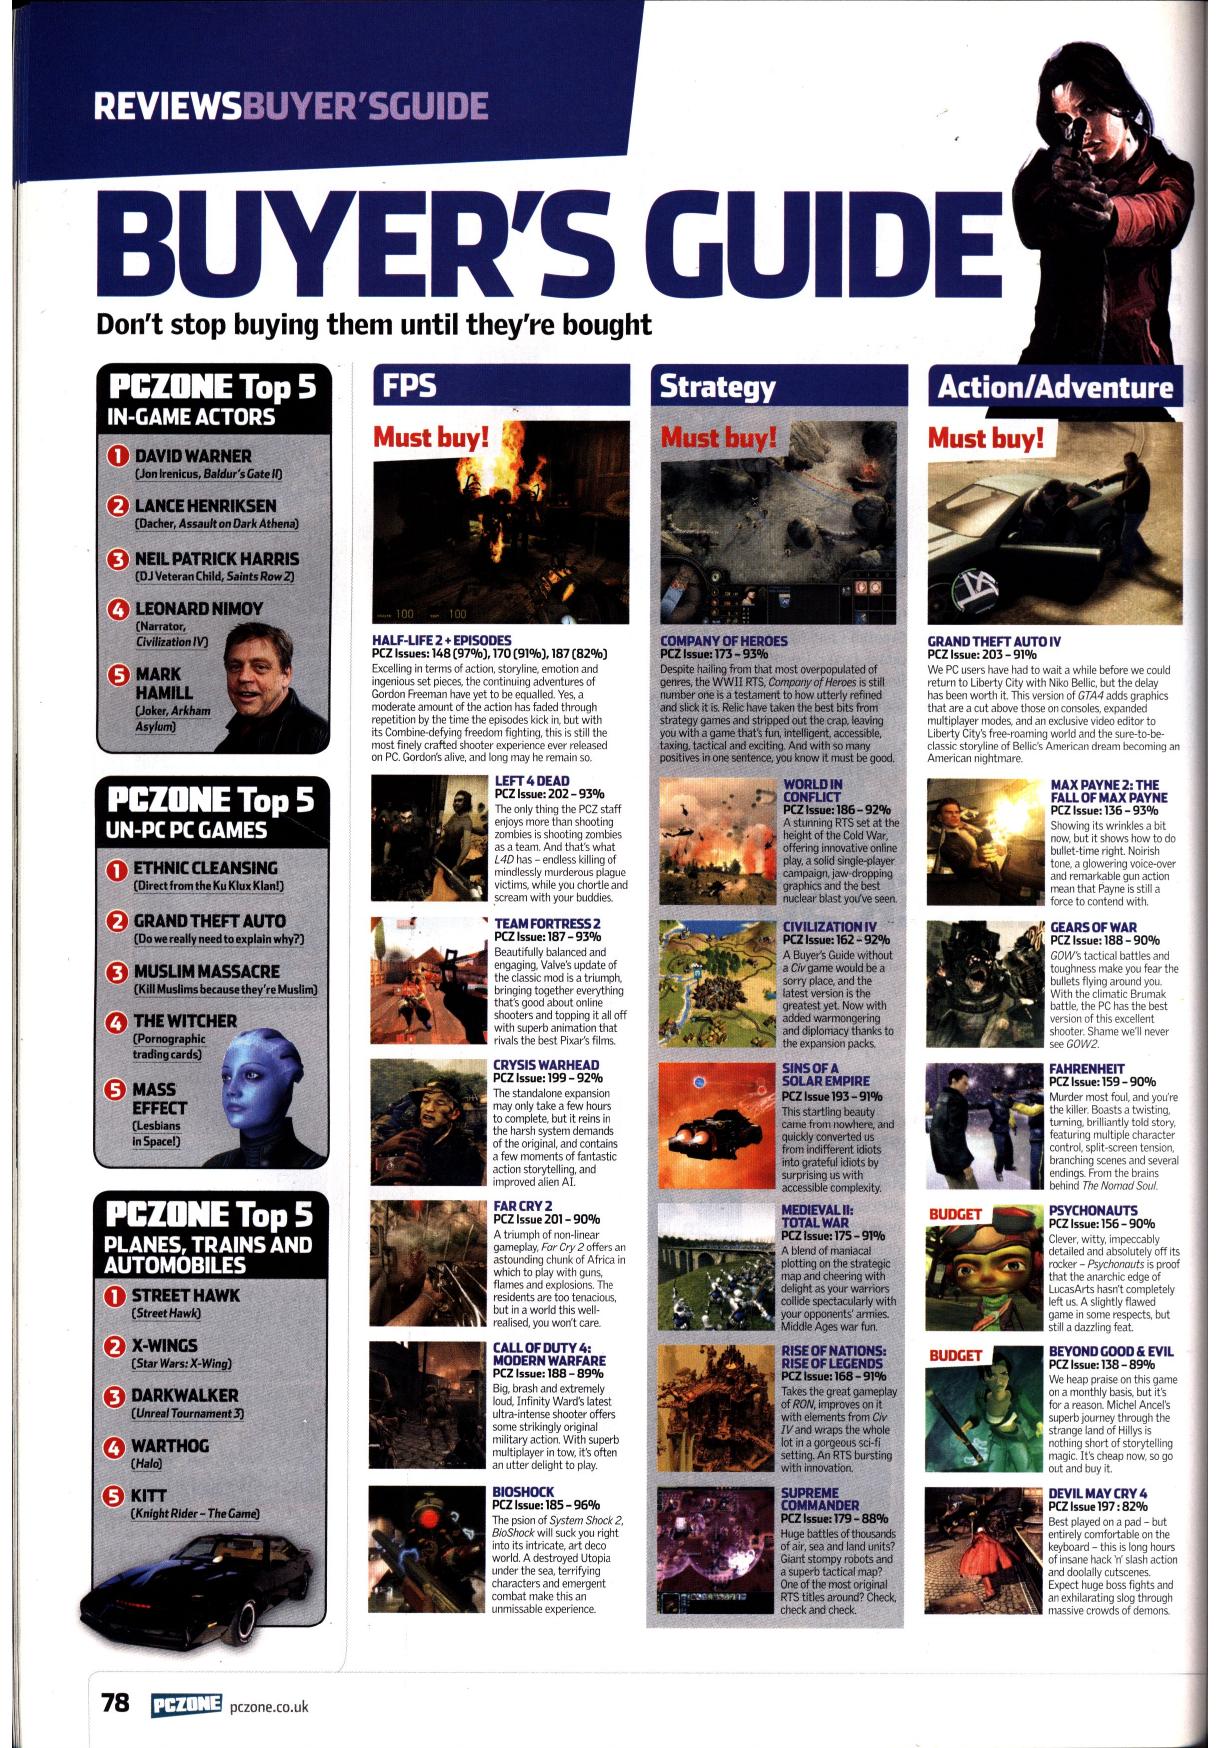 REVIEWSBUYER'SGUIDE
BUYER'S GUIDE
Don't stop buying them until they're bought
PCZONE Top 5
IN-GAME ACTORS
1 DAVID WARNER
(Jon Irenicus, Baldur's Gate II)
2 LANCE HENRIKSEN
(Dacher, Assault on Dark Athena)
3 NEIL PATRICK HARRIS
(DJ Veteran Child, Saints Row 2)
4 LEONARD NIMOY
(Narrator,
Civilization IV)
5 MARK
HAMILL
(Joker, Arkham
Asylum)
PCZONE Top 5
UN-PC PC GAMES
1 ETHNIC CLEANSING
(Direct from the Ku Klux Klan!)
2 GRAND THEFT AUTO
(Do we really need to explain why?)
3 MUSLIM MASSACRE
(Kill Muslims because they're Muslim)
4 THE WITCHER
(Pornographic
trading cards)
5 MASS
EFFECT
(Lesbians
in Space!)
PCZONE Top 5
PLANES, TRAINS AND
AUTOMOBILES
1 STREET HAWK
(Street Hawk)
2 X-WINGS
(Star Wars: X-Wing)
3 DARKWALKER
(Unreal Tournament 3)
4 WARTHOG
(Halo)
5 KITT
(Knight Rider – The Game)
FPS
Must buy!
100 100
HALF-LIFE 2 + EPISODES
PCZ Issues: 148 (97%), 170 (91%), 187 (82%)
Excelling in terms of action, storyline, emotion and
ingenious set pieces, the continuing adventures of
Gordon Freeman have yet to be equalled. Yes, a
moderate amount of the action has faded through
repetition by the time the episodes kick in, but with
its Combine-defying freedom fighting, this is still the
most finely crafted shooter experience ever released
on PC. Gordon's alive, and long may he remain so.
LEFT 4 DEAD
PCZ Issue: 202 – 93%
The only thing the PCZ staff
enjoys more than shooting
zombies is shooting zombies
as a team. And that's what
L4D has – endless killing of
mindlessly murderous plague
victims, while you chortle and
scream with your buddies.
TEAM FORTRESS 2
PCZ Issue: 187 – 93%
Beautifully balanced and
engaging, Valve's update of
the classic mod is a triumph,
bringing together everything
that's good about online
shooters and topping it all off
with superb animation that
rivals the best Pixar's films.
CRYSIS WARHEAD
PCZ Issue: 199 – 92%
The standalone expansion
may only take a few hours
to complete, but it reins in
the harsh system demands
of the original, and contains
a few moments of fantastic
action storytelling, and
improved alien AI.
FAR CRY 2
PCZ Issue 201 – 90%
A triumph of non-linear
gameplay, Far Cry 2 offers an
astounding chunk of Africa in
which to play with guns,
flames and explosions. The
residents are too tenacious,
but in a world this well-
realised, you won't care.
CALL OF DUTY 4:
MODERN WARFARE
PCZ Issue: 188 – 89%
Big, brash and extremely
loud, Infinity Ward's latest
ultra-intense shooter offers
some strikingly original
military action. With superb
multiplayer in tow, it's often
an utter delight to play.
BIOSHOCK
PCZ Issue: 185 – 96%
The psion of System Shock 2,
BioShock will suck you right
into its intricate, art deco
world. A destroyed Utopia
under the sea, terrifying
characters and emergent
combat make this an
unmissable experience.
Strategy
Must buy!
COMPANY OF HEROES
PCZ Issue: 173 – 93%
Despite hailing from that most overpopulated of
genres, the WWII RTS, Company of Heroes is still
number one is a testament to how utterly refined
and slick it is. Relic have taken the best bits from
strategy games and stripped out the crap, leaving
you with a game that's fun, intelligent, accessible,
taxing, tactical and exciting. And with so many
positives in one sentence, you know it must be good.
WORLD IN
CONFLICT
PCZ Issue: 186 – 92%
A stunning RTS set at the
height of the Cold War,
offering innovative online
play, a solid single-player
campaign, jaw-dropping
graphics and the best
nuclear blast you've seen.
CIVILIZATION IV
PCZ Issue: 162 – 92%
A Buyer's Guide without
a Civ game would be a
sorry place, and the
latest version is the
greatest yet. Now with
added warmongering
and diplomacy thanks to
the expansion packs.
SINS OF A
SOLAR EMPIRE
PCZ Issue 193 – 91%
This startling beauty
came from nowhere, and
quickly converted us
from indifferent idiots
into grateful idiots by
surprising us with
accessible complexity.
MEDIEVAL II:
TOTAL WAR
PCZ Issue: 175 – 91%
A blend of maniacal
plotting on the strategic
map and cheering with
delight as your warriors
collide spectacularly with
your opponents' armies.
Middle Ages war fun.
RISE OF NATIONS:
RISE OF LEGENDS
PCZ Issue: 168 – 91%
Takes the great gameplay
of RON, improves on it
with elements from Civ
IV and wraps the whole
lot in a gorgeous sci-fi
setting. An RTS bursting
with innovation.
SUPREME
COMMANDER
PCZ Issue: 179 – 88%
Huge battles of thousands
of air, sea and land units?
Giant stompy robots and
a superb tactical map?
One of the most original
RTS titles around? Check,
check and check.
Action/Adventure
Must buy!
GRAND THEFT AUTO IV
PCZ Issue: 203 – 91%
We PC users have had to wait a while before we could
return to Liberty City with Niko Bellic, but the delay
has been worth it. This version of GTA4 adds graphics
that are a cut above those on consoles, expanded
multiplayer modes, and an exclusive video editor to
Liberty City's free-roaming world and the sure-to-be-
classic storyline of Bellic's American dream becoming an
American nightmare.
MAX PAYNE 2: THE
FALL OF MAX PAYNE
PCZ Issue: 136 – 93%
Showing its wrinkles a bit
now, but it shows how to do
bullet-time right. Noirish
tone, a glowering voice-over
and remarkable gun action
mean that Payne is still a
force to contend with.
GEARS OF WAR
PCZ Issue: 188 – 90%
GOW's tactical battles and
toughness make you fear the
bullets flying around you.
With the climatic Brumak
battle, the PC has the best
version of this excellent
shooter. Shame we'll never
see GOW2.
FAHRENHEIT
PCZ Issue: 159 – 90%
Murder most foul, and you're
the killer. Boasts a twisting,
turning, brilliantly told story,
featuring multiple character
control, split-screen tension,
branching scenes and several
endings. From the brains
behind The Nomad Soul.
BUDGET
PSYCHONAUTS
PCZ Issue: 156 – 90%
Clever, witty, impeccably
detailed and absolutely off its
rocker – Psychonauts is proof
that the anarchic edge of
LucasArts hasn't completely
left us. A slightly flawed
game in some respects, but
still a dazzling feat.
BUDGET
BEYOND GOOD & EVIL
PCZ Issue: 138 – 89%
We heap praise on this game
on a monthly basis, but it's
for a reason. Michel Ancel's
superb journey through the
strange land of Hillys is
nothing short of storytelling
magic. It's cheap now, so go
out and buy it.
DEVIL MAY CRY 4
PCZ Issue 197 : 82%
Best played on a pad – but
entirely comfortable on the
keyboard – this is long hours
of insane hack 'n' slash action
and doolally cutscenes.
Expect huge boss fights and
an exhilarating slog through
massive crowds of demons.
78 PCZONE pczone.co.uk